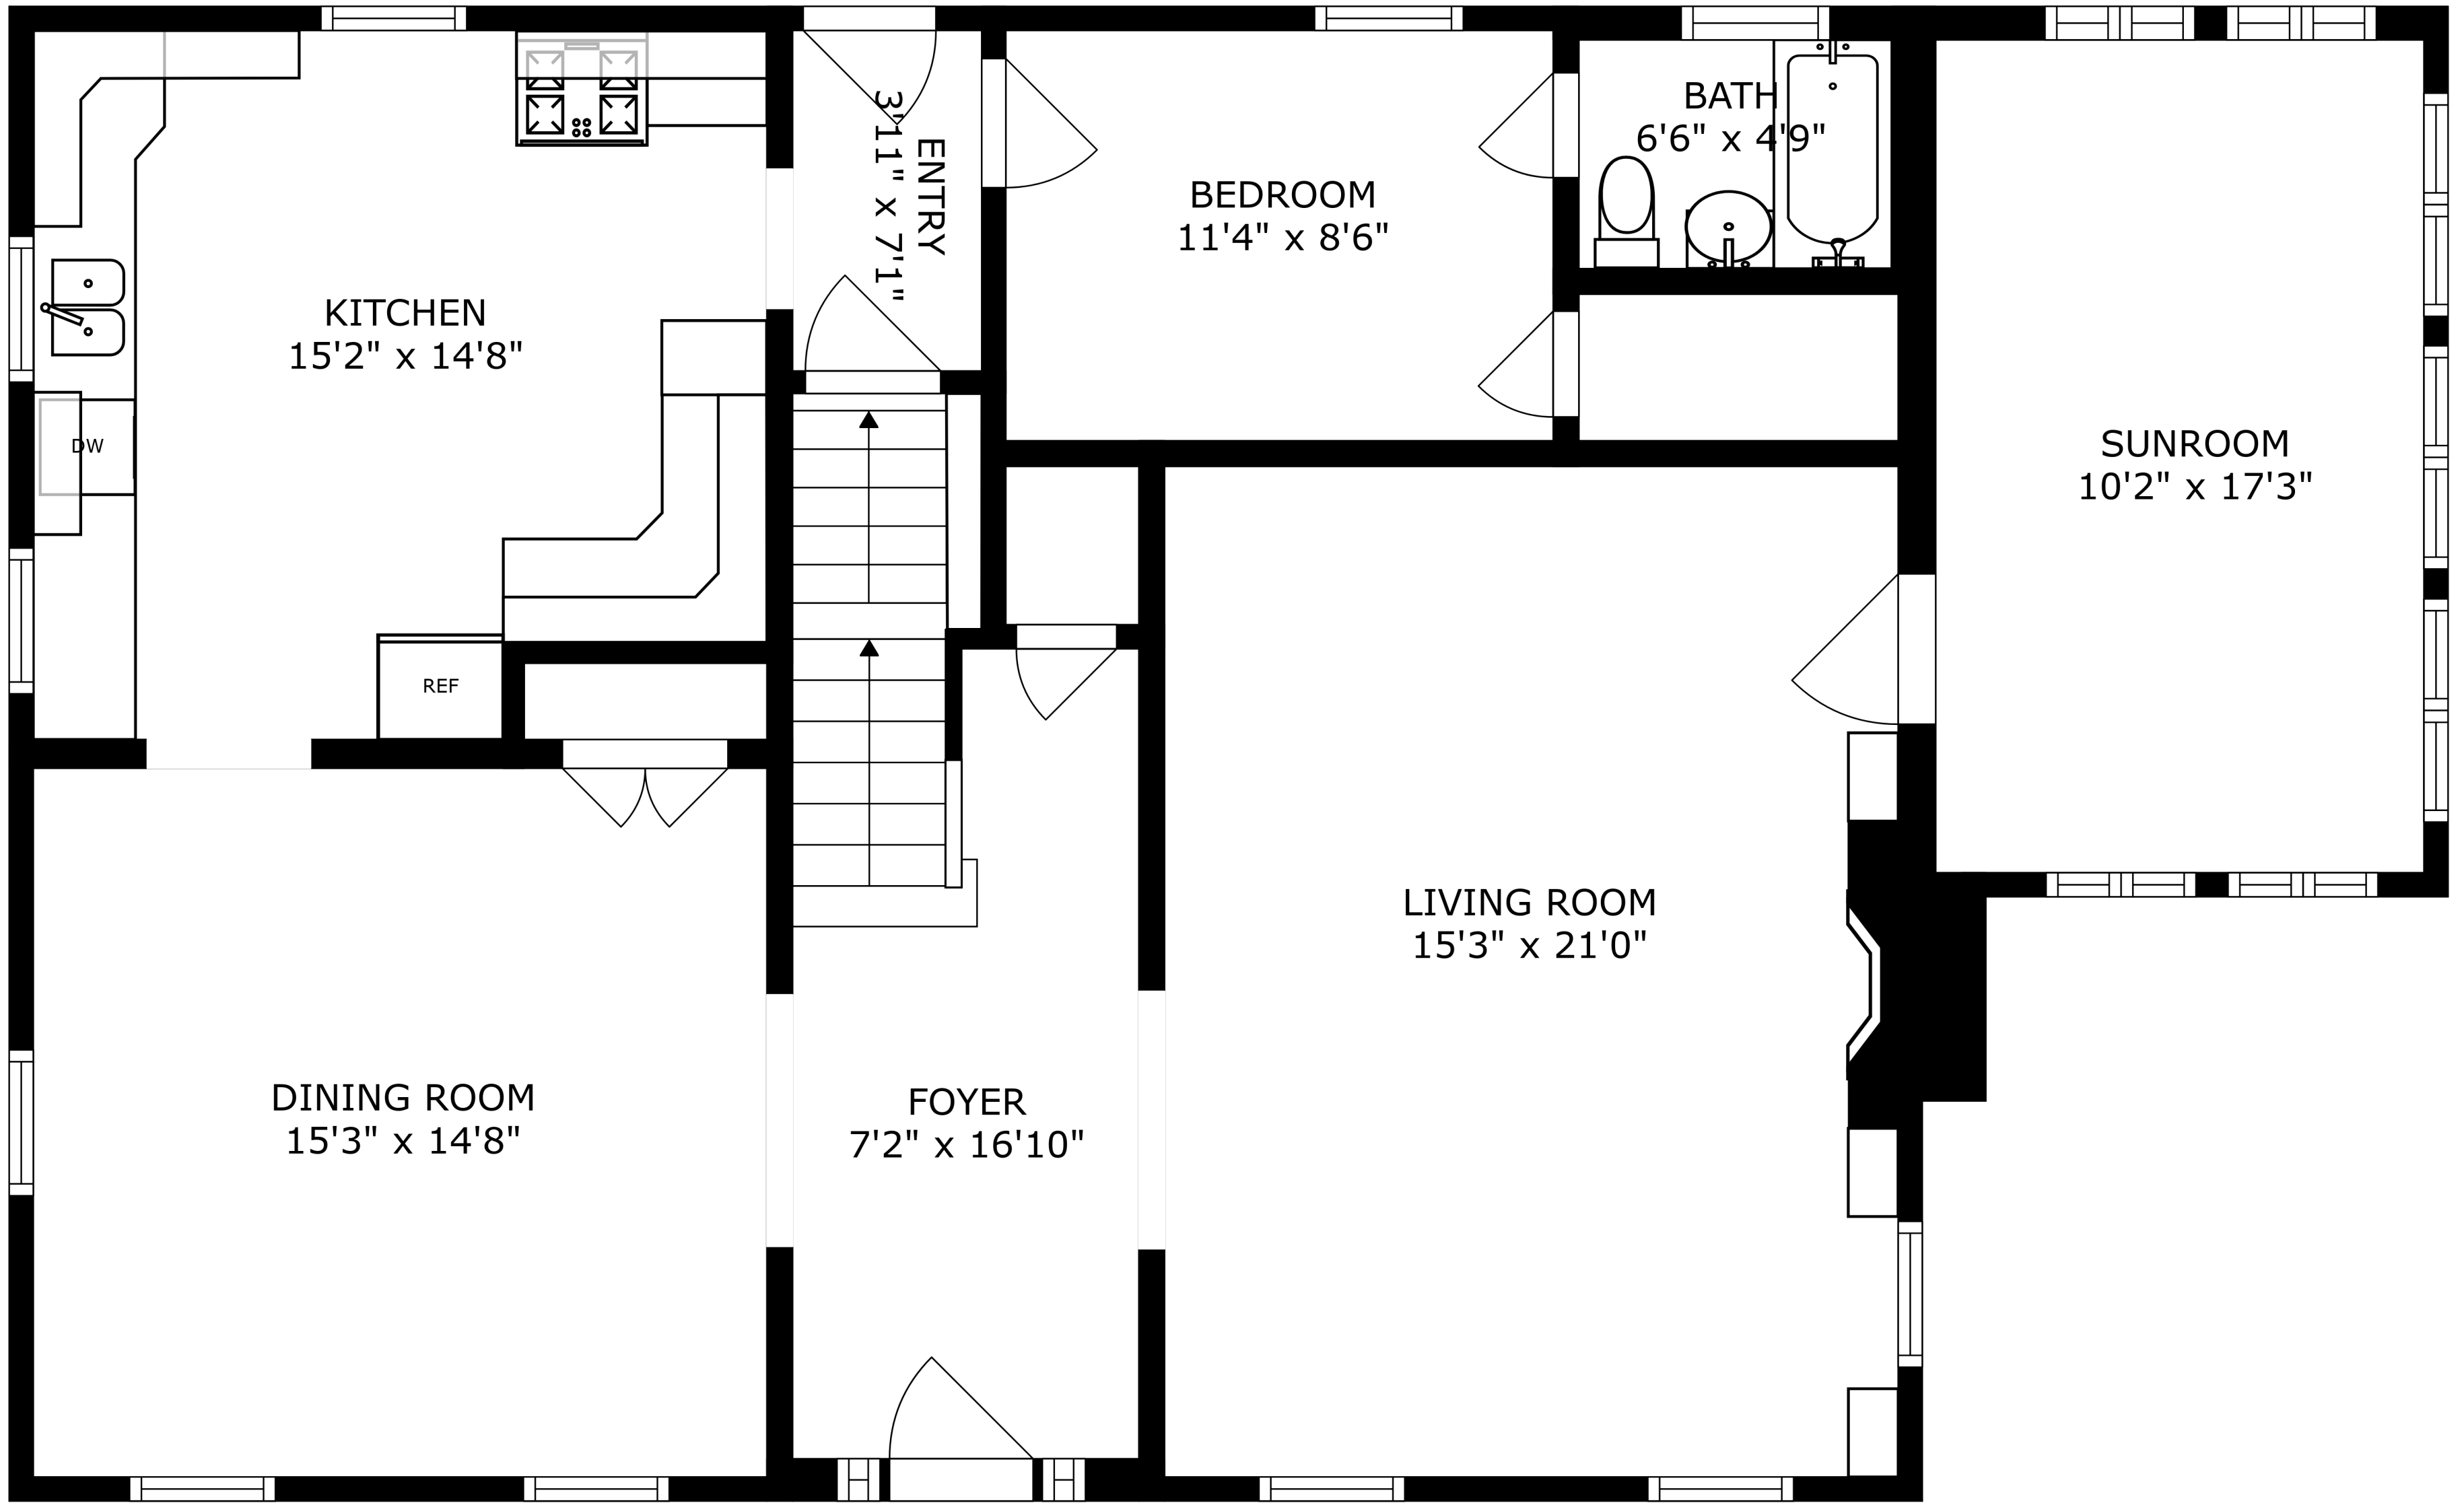 KITCHEN
15'2" x 14'8"
DW
REF
ENTRY
3'11" x 7'1"
BEDROOM
11'4" x 8'6"
BATH
6'6" x 4'9"
SUNROOM
10'2" x 17'3"
LIVING ROOM
15'3" x 21'0"
DINING ROOM
15'3" x 14'8"
FOYER
7'2" x 16'10"